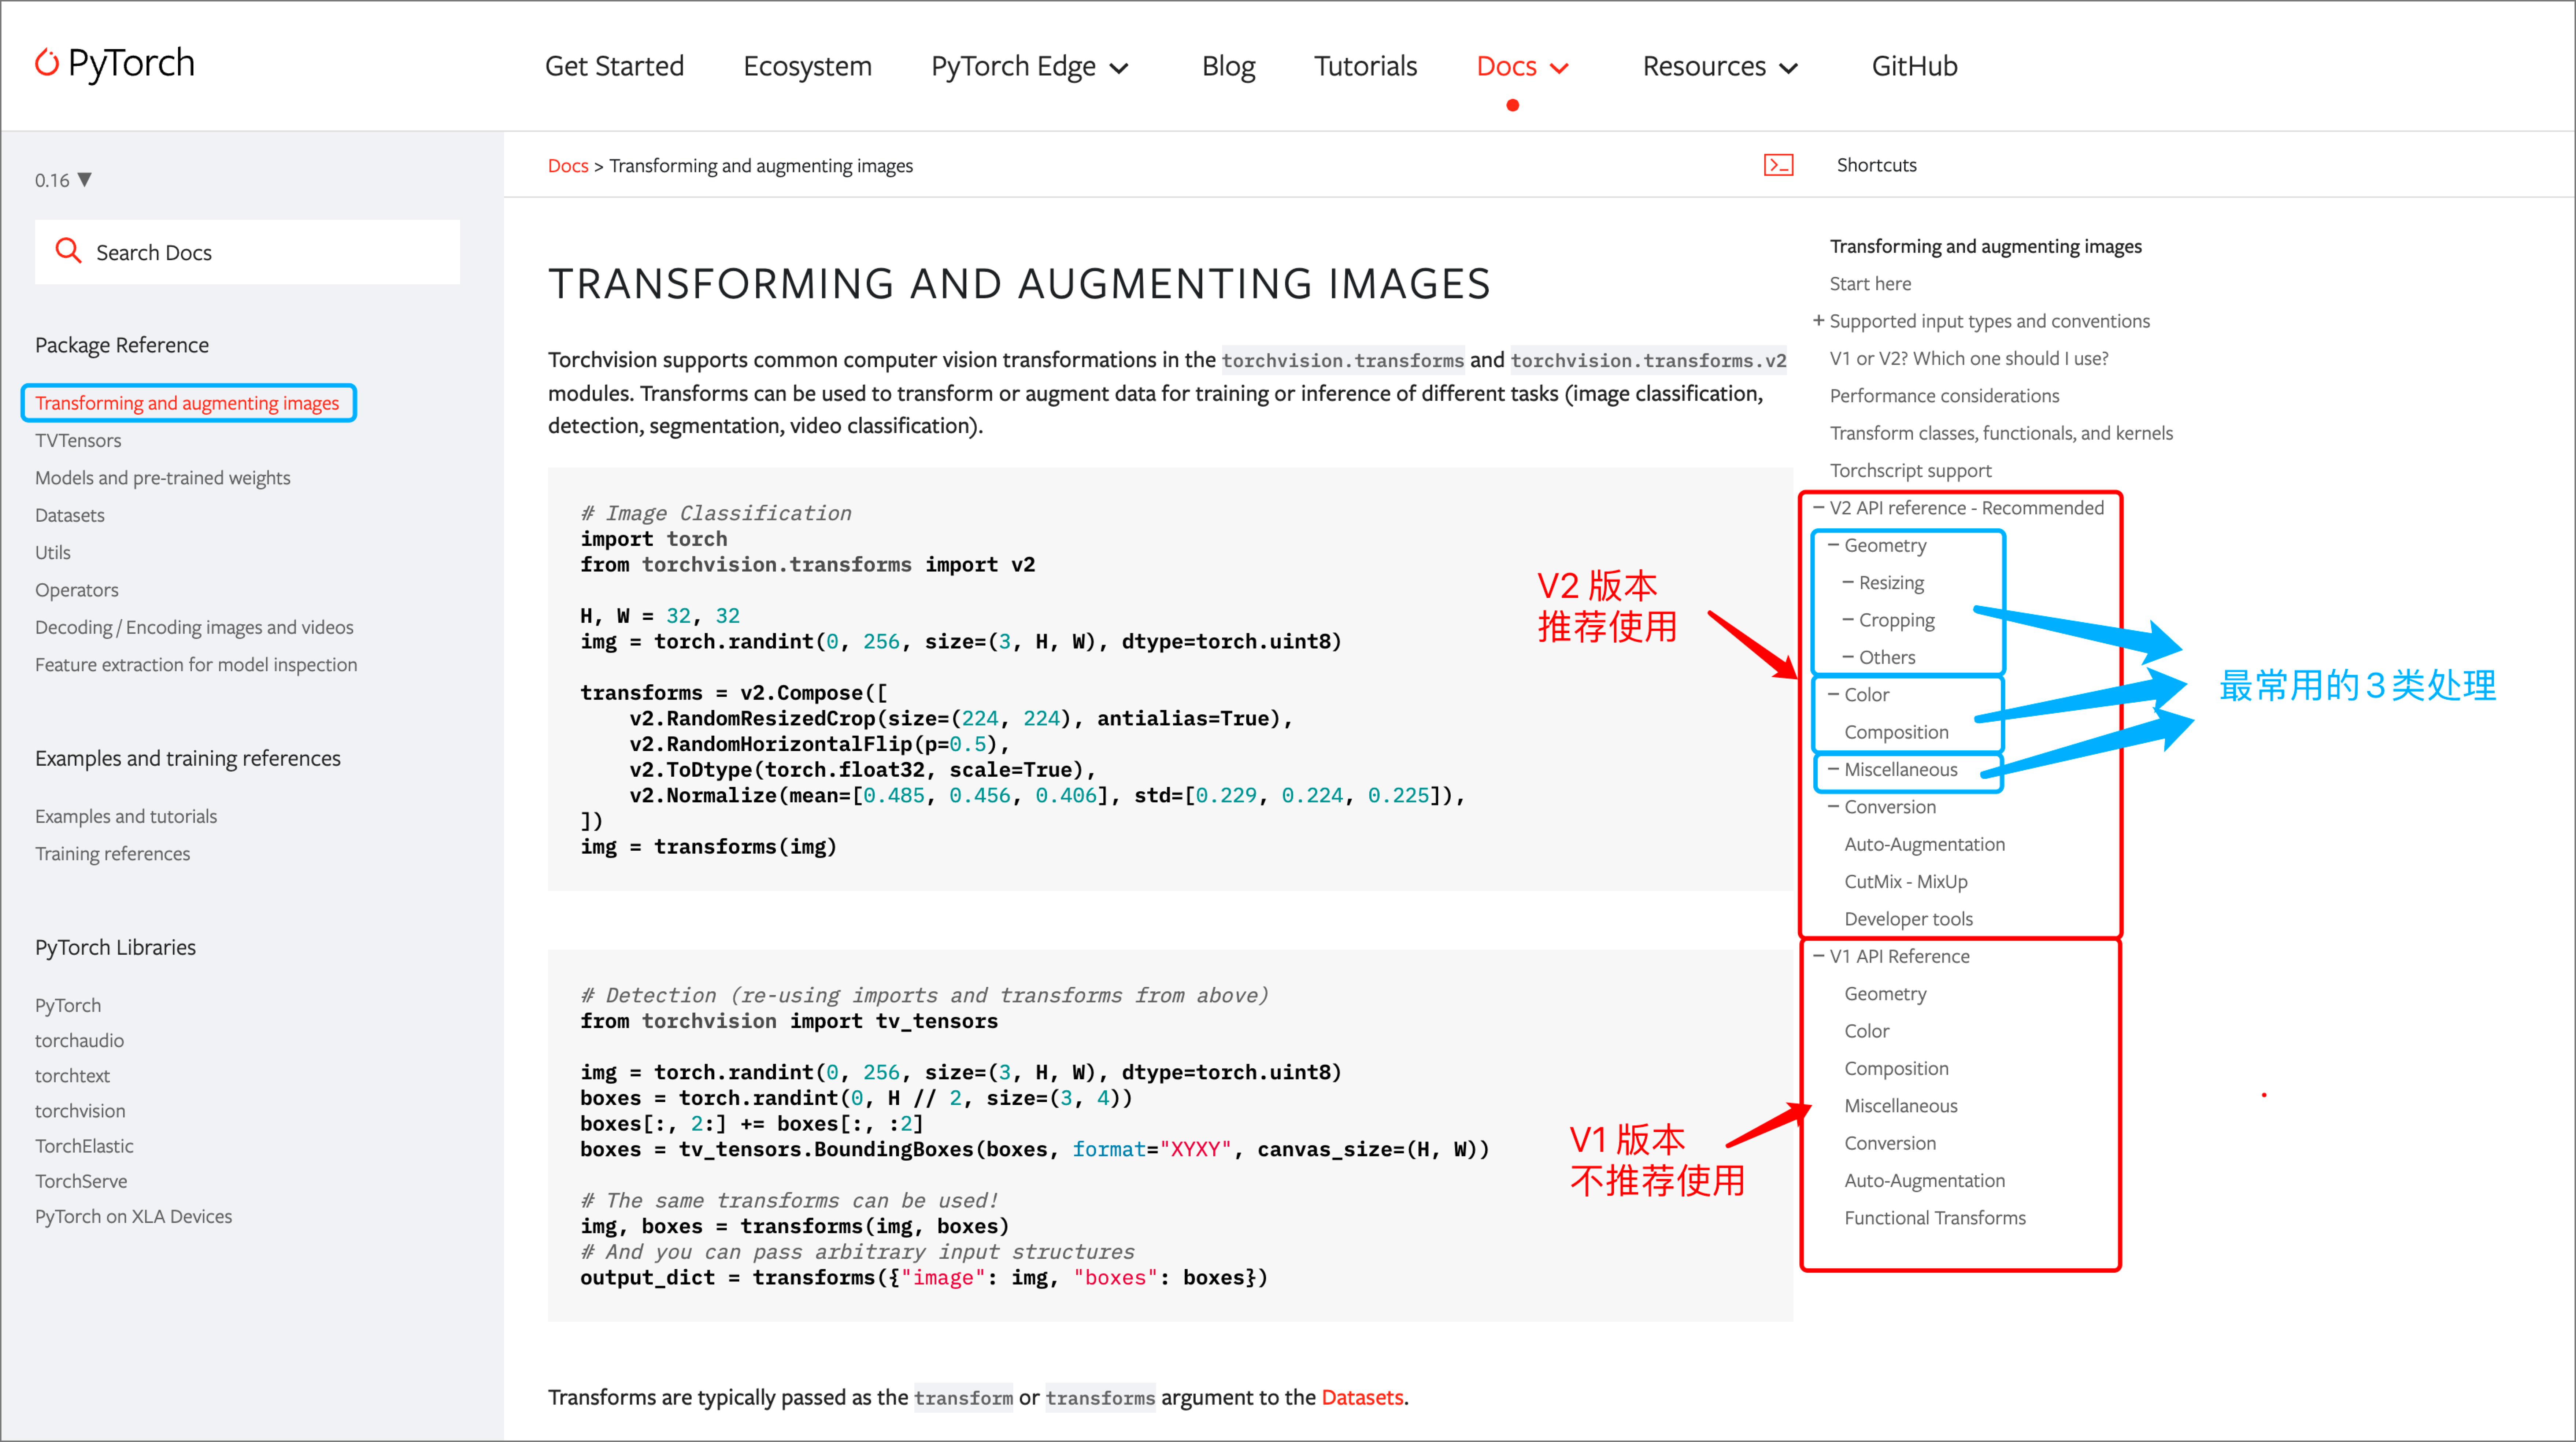 PyTorch
Get Started
Ecosystem
PyTorch Edge
Blog
Tutorials
Docs
Resources
GitHub
0.16 ▼
Search Docs
Package Reference
Transforming and augmenting images
TVTensors
Models and pre-trained weights
Datasets
Utils
Operators
Decoding / Encoding images and videos
Feature extraction for model inspection
Examples and training references
Examples and tutorials
Training references
PyTorch Libraries
PyTorch
torchaudio
torchtext
torchvision
TorchElastic
TorchServe
PyTorch on XLA Devices
Docs > Transforming and augmenting images
Shortcuts
TRANSFORMING AND AUGMENTING IMAGES
Torchvision supports common computer vision transformations in the torchvision.transforms and torchvision.transforms.v2
modules. Transforms can be used to transform or augment data for training or inference of different tasks (image classification,
detection, segmentation, video classification).
# Image Classification
import torch
from torchvision.transforms import v2
H, W = 32, 32
img = torch.randint(0, 256, size=(3, H, W), dtype=torch.uint8)
transforms = v2.Compose([
    v2.RandomResizedCrop(size=(224, 224), antialias=True),
    v2.RandomHorizontalFlip(p=0.5),
    v2.ToDtype(torch.float32, scale=True),
    v2.Normalize(mean=[0.485, 0.456, 0.406], std=[0.229, 0.224, 0.225]),
])
img = transforms(img)
# Detection (re-using imports and transforms from above)
from torchvision import tv_tensors
img = torch.randint(0, 256, size=(3, H, W), dtype=torch.uint8)
boxes = torch.randint(0, H // 2, size=(3, 4))
boxes[:, 2:] += boxes[:, :2]
boxes = tv_tensors.BoundingBoxes(boxes, format="XYXY", canvas_size=(H, W))
# The same transforms can be used!
img, boxes = transforms(img, boxes)
# And you can pass arbitrary input structures
output_dict = transforms({"image": img, "boxes": boxes})
Transforms are typically passed as the transform or transforms argument to the Datasets.
V2 版本
推荐使用
V1 版本
不推荐使用
Transforming and augmenting images
Start here
+ Supported input types and conventions
V1 or V2? Which one should I use?
Performance considerations
Transform classes, functionals, and kernels
Torchscript support
− V2 API reference - Recommended
− Geometry
− Resizing
− Cropping
− Others
− Color
Composition
− Miscellaneous
− Conversion
Auto-Augmentation
CutMix - MixUp
Developer tools
− V1 API Reference
Geometry
Color
Composition
Miscellaneous
Conversion
Auto-Augmentation
Functional Transforms
最常用的3类处理